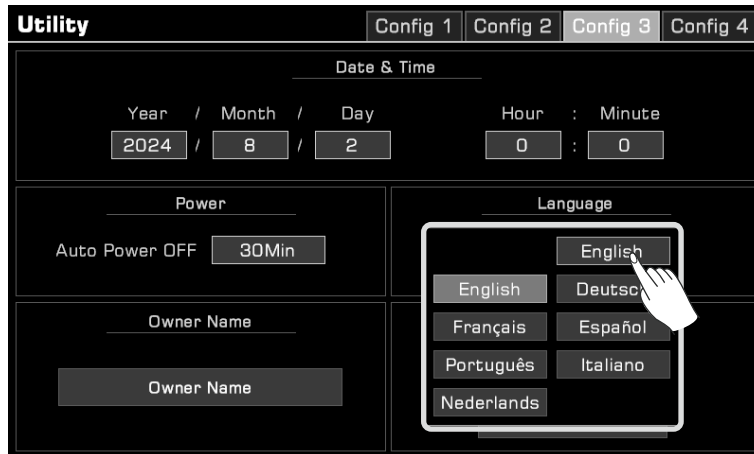 Utility Config 1 Config 2 Config 3 Config 4
Date & Time
Year / Month / Day Hour : Minute
2024 / 8 / 2 0 : 0
Power
Auto Power OFF 30Min
Language
English
English Deutsch
Français Español
Português Italiano
Nederlands
Owner Name
Owner Name